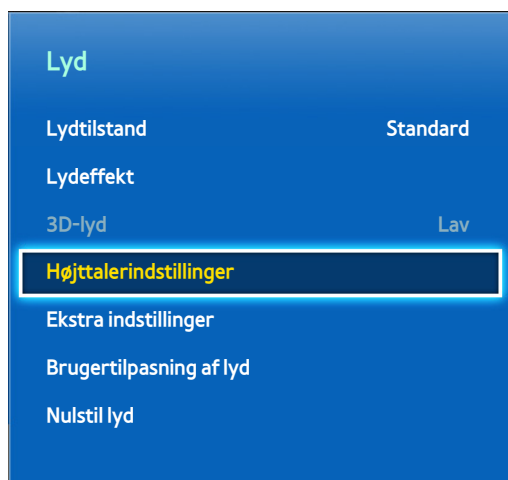 Lyd
Lydtilstand Standard
Lydeffekt
3D-lyd Lav
Højttalerindstillinger
Ekstra indstillinger
Brugertilpasning af lyd
Nulstil lyd